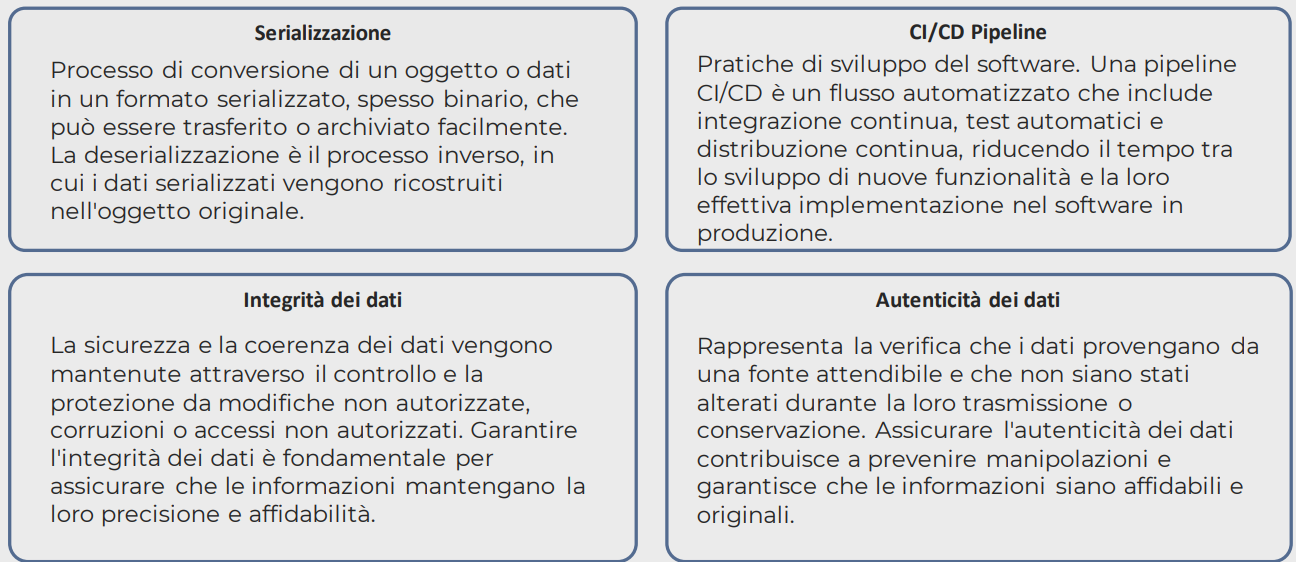 Serializzazione
Processo di conversione di un oggetto o dati
in un formato serializzato, spesso binario, che
può essere trasferito o archiviato facilmente.
La deserializzazione è il processo inverso, in
cui i dati serializzati vengono ricostruiti
nell'oggetto originale.
CI/CD Pipeline
Pratiche di sviluppo del software. Una pipeline
CI/CD è un flusso automatizzato che include
integrazione continua, test automatici e
distribuzione continua, riducendo il tempo tra
lo sviluppo di nuove funzionalità e la loro
effettiva implementazione nel software in
produzione.
Integrità dei dati
La sicurezza e la coerenza dei dati vengono
mantenute attraverso il controllo e la
protezione da modifiche non autorizzate,
corruzioni o accessi non autorizzati. Garantire
l'integrità dei dati è fondamentale per
assicurare che le informazioni mantengano la
loro precisione e affidabilità.
Autenticità dei dati
Rappresenta la verifica che i dati provengano da
una fonte attendibile e che non siano stati
alterati durante la loro trasmissione o
conservazione. Assicurare l'autenticità dei dati
contribuisce a prevenire manipolazioni e
garantisce che le informazioni siano affidabili e
originali.